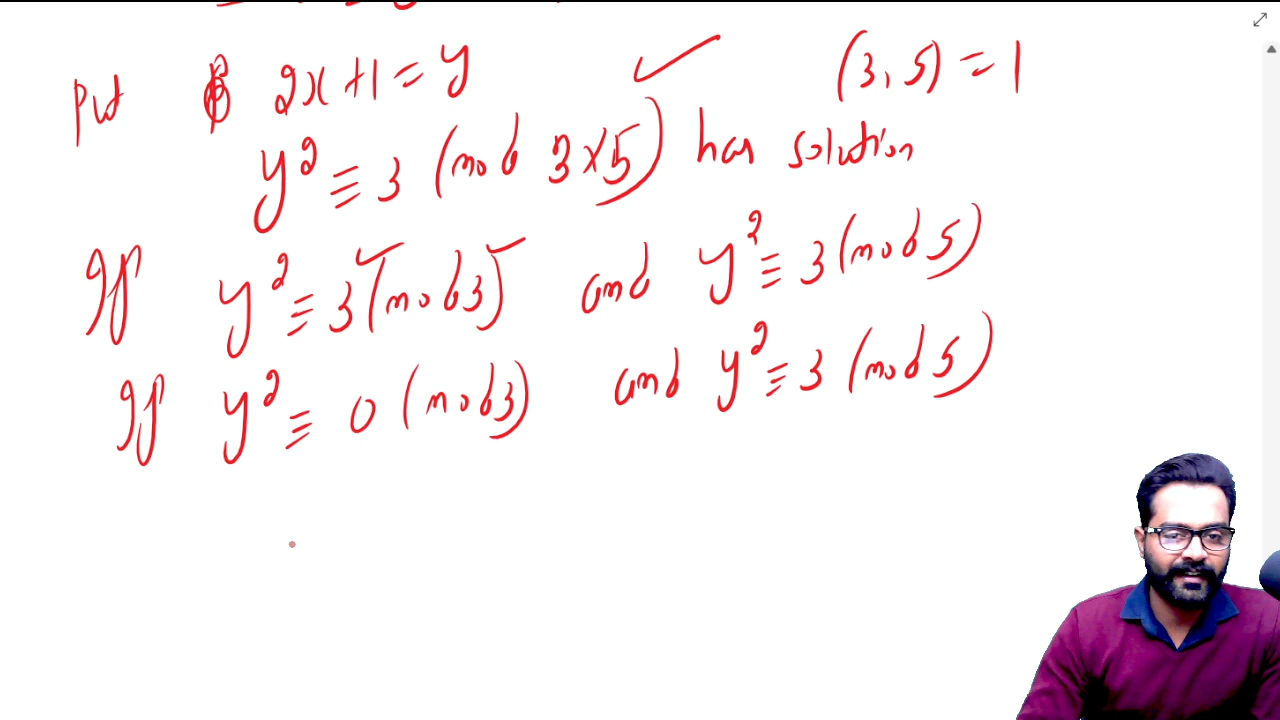 Put 2x+1=y ✓ (3,5)=1
y² ≡ 3 (mod 3×5) has solution
Iff y² ≡ 3 (mod 3) and y² ≡ 3 (mod 5)
Iff y² ≡ 0 (mod 3) and y² ≡ 3 (mod 5)